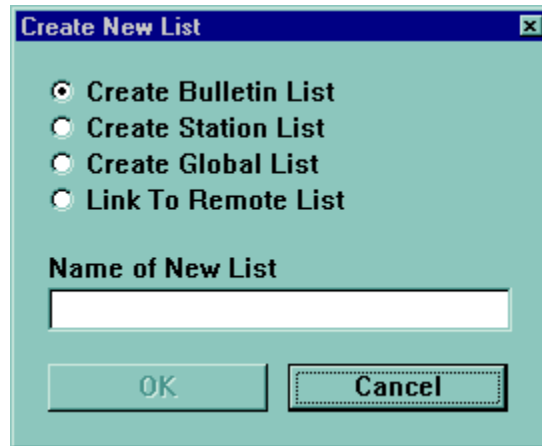 Create New List
Create Bulletin List
Create Station List
Create Global List
Link To Remote List
Name of New List
OK
Cancel